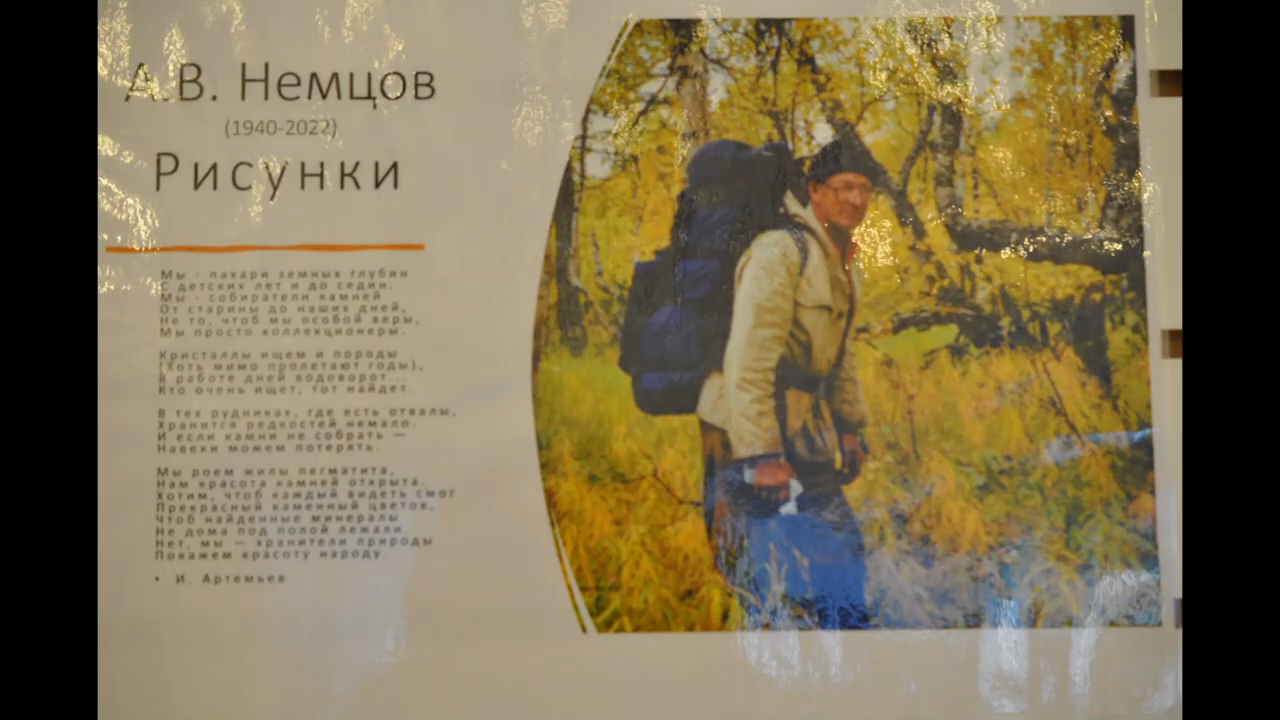 А.В. Немцов
(1940-2022)
Рисунки
Мы - пахари земных глубин
С детских лет и до седин.
Мы - собиратели камней
От старины до наших дней,
Не то, чтоб мы особой веры,
Мы просто коллекционеры.
Кристаллы ищем и породы
(Хоть мимо пролетают годы),
В работе дней водоворот...
Кто очень ищет, тот найдет.
В тех рудниках, где есть отвалы,
Хранится редкостей немало.
И если камни не собрать —
Навеки можем потерять.
Мы роем жилы пегматита,
Нам красота камней открыта.
Хотим, чтоб каждый видеть смог
Прекрасный каменный цветок,
Чтоб найденные минералы
Не дома под полой лежали.
Нет, мы — хранители природы
Покажем красоту народу.
• И. Артемьев